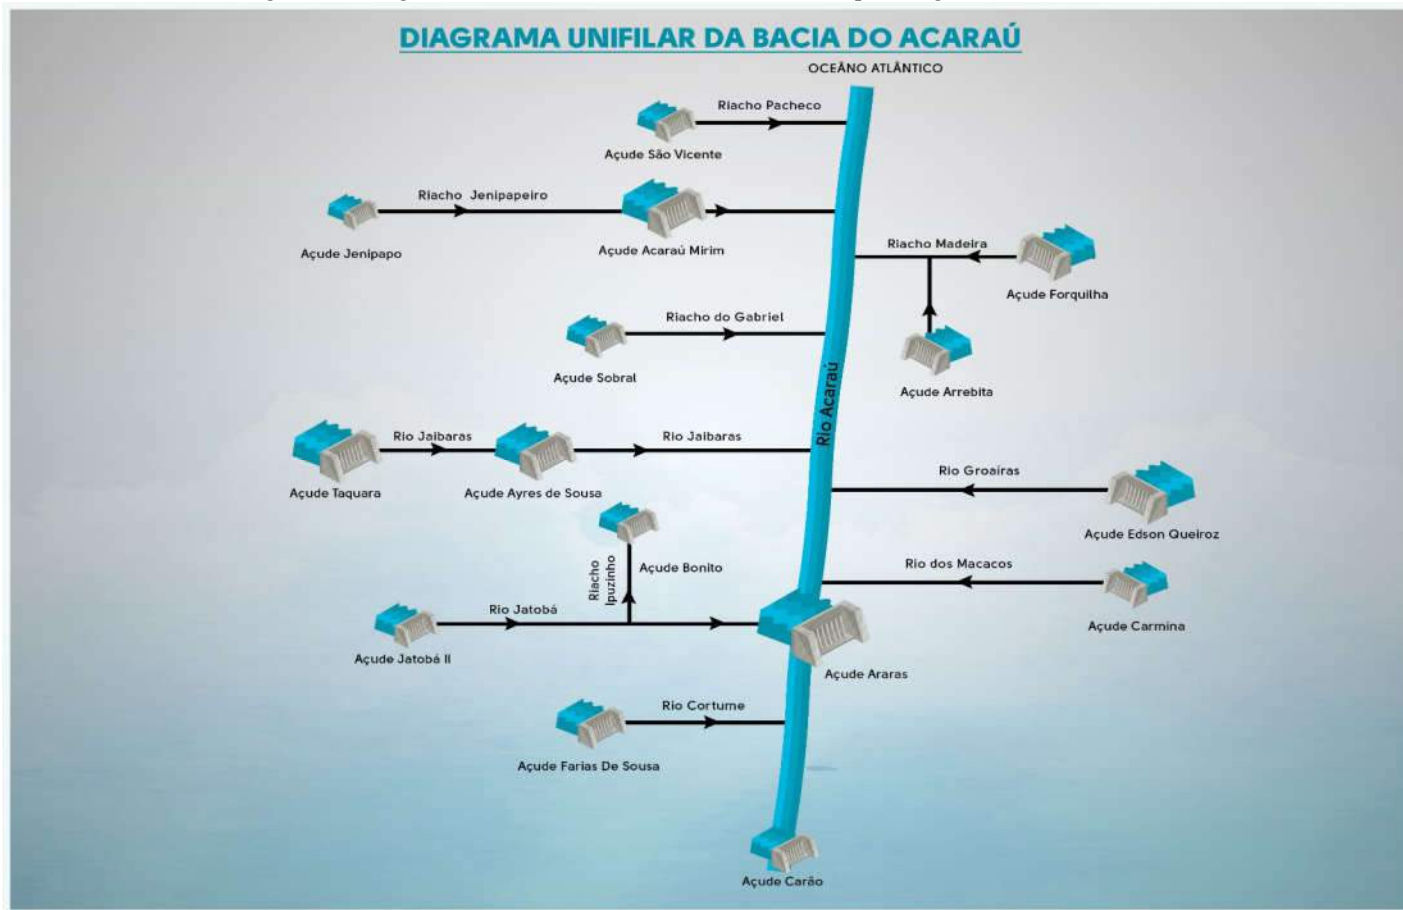 DIAGRAMA UNIFILAR DA BACIA DO ACARAÚ
OCEÂNO ATLÂNTICO
Riacho Pacheco
Açude São Vicente
Riacho Jenipapeiro
Açude Jenipapo
Açude Acaraú Mirim
Riacho Madeira
Açude Forquilha
Riacho do Gabriel
Açude Sobral
Açude Arrebita
Rio Acaraú
Rio Jaibaras
Rio Jaibaras
Açude Taquara
Açude Ayres de Sousa
Rio Groaíras
Açude Edson Queiroz
Riacho
Ipuzinho
Açude Bonito
Rio dos Macacos
Açude Carmina
Rio Jatobá
Açude Jatobá II
Açude Araras
Rio Cortume
Açude Farias De Sousa
Açude Carão